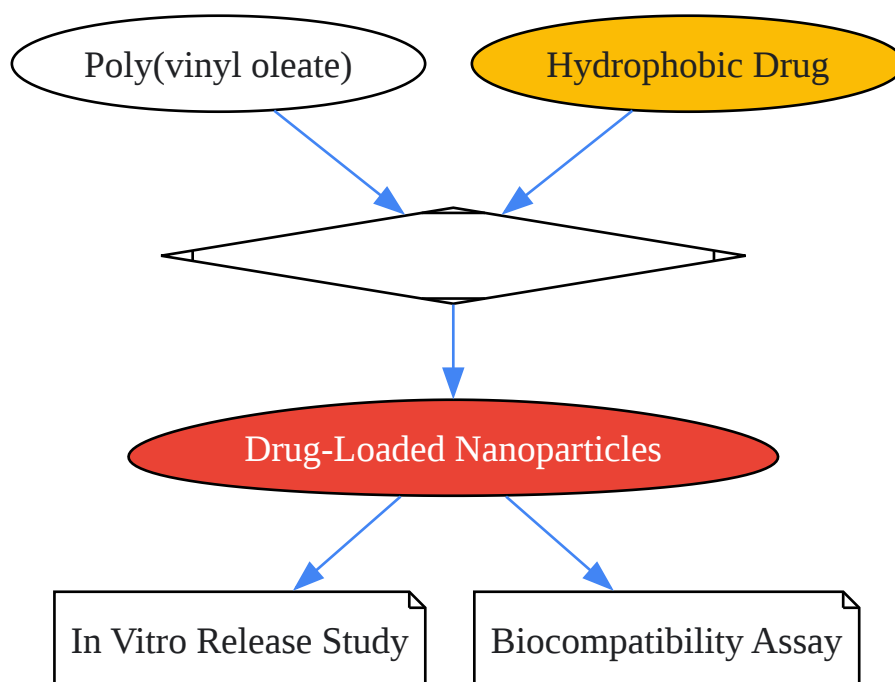 Poly(vinyl oleate)
Hydrophobic Drug
Drug-Loaded Nanoparticles
In Vitro Release Study
Biocompatibility Assay